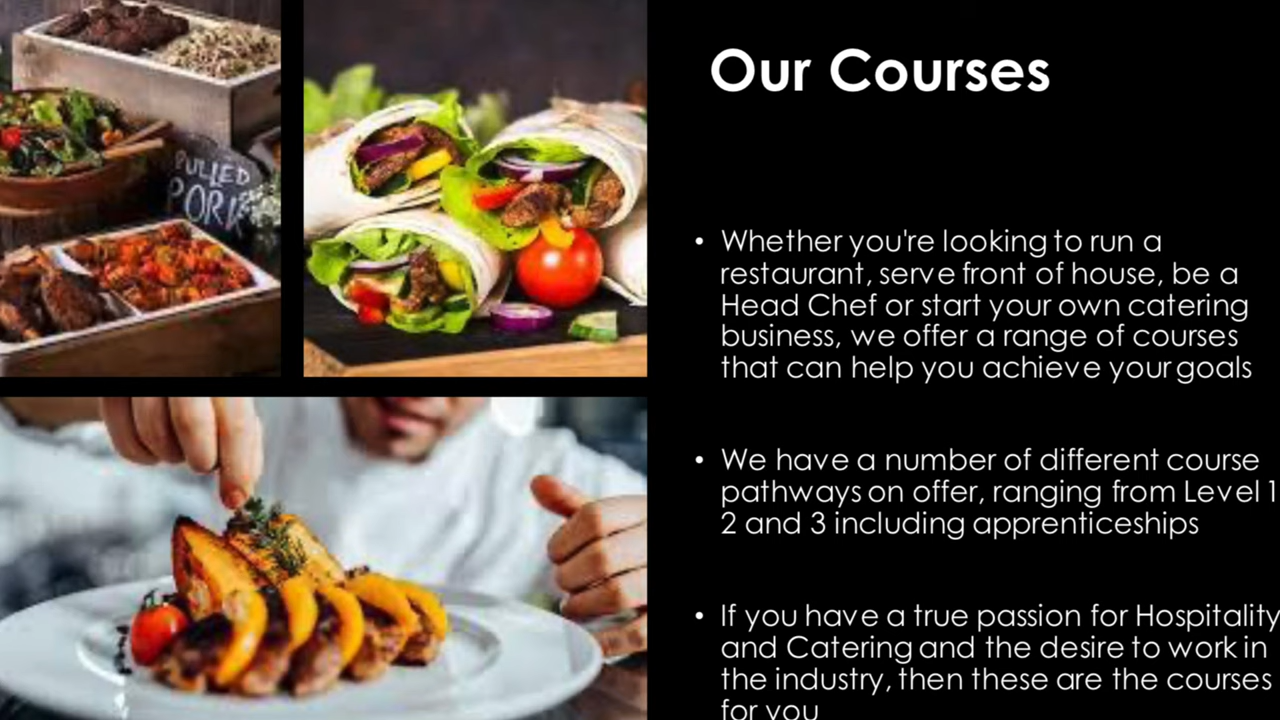 PULLED
PORK
Our Courses
• Whether you're looking to run a
restaurant, serve front of house, be a
Head Chef or start your own catering
business, we offer a range of courses
that can help you achieve your goals
• We have a number of different course
pathways on offer, ranging from Level 1
2 and 3 including apprenticeships
• If you have a true passion for Hospitality
and Catering and the desire to work in
the industry, then these are the courses
for you